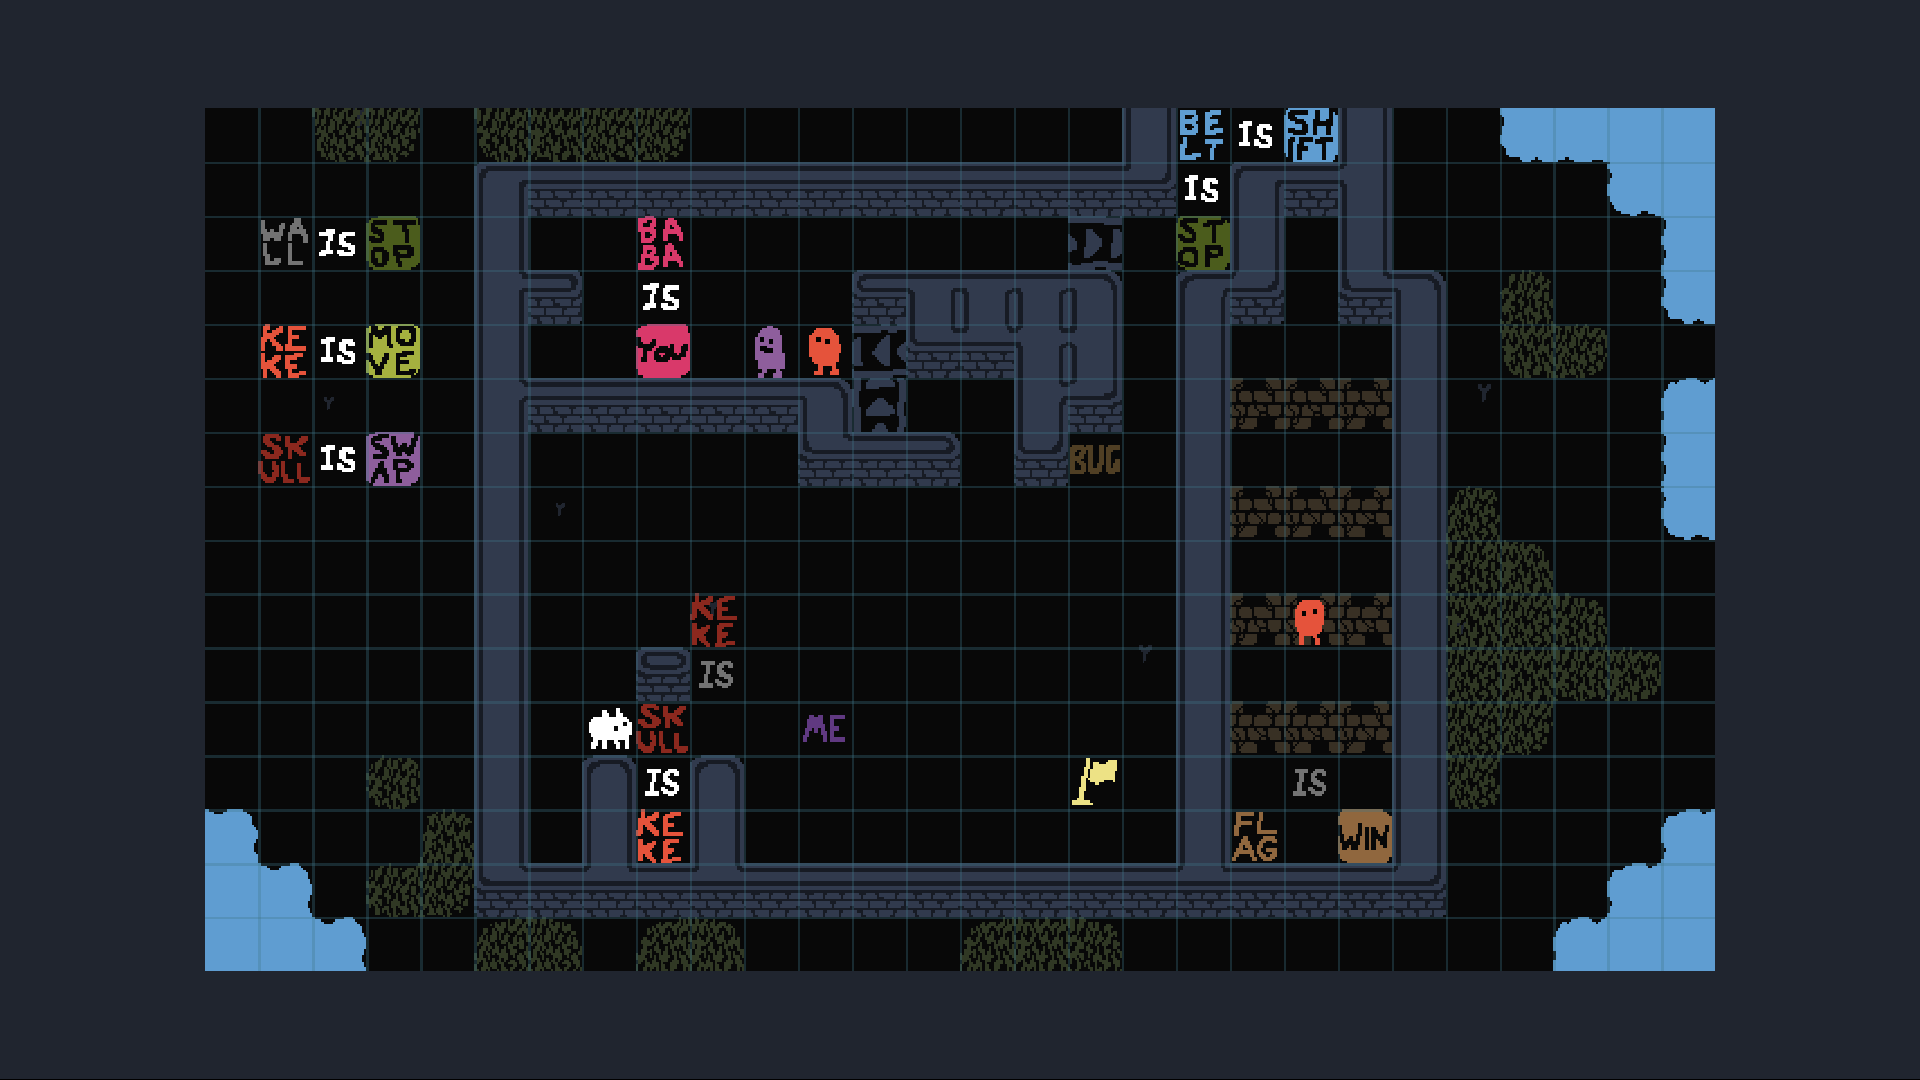 BELT IS SHIFT
IS
WALL IS STOP
BABA
STOP
IS
KEKE IS MOVE
YOU
SKULL IS SWAP
BUG
KEKE
IS
SKULL
ME
IS
IS
KEKE
FLAG
WIN